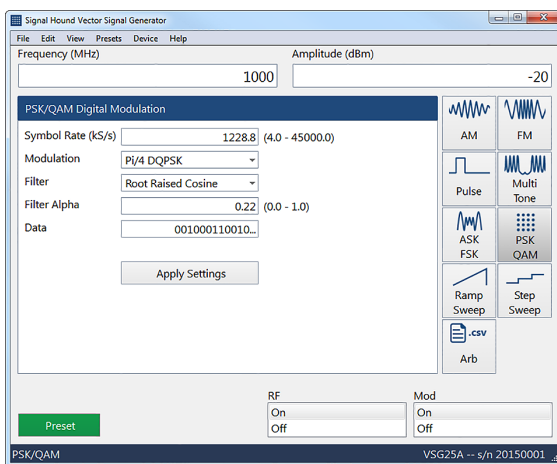 Signal Hound Vector Signal Generator
File Edit View Presets Device Help
Frequency (MHz) Amplitude (dBm)
1000 -20
PSK/QAM Digital Modulation
Symbol Rate (kS/s) 1228.8 (4.0 - 45000.0)
Modulation Pi/4 DQPSK
Filter Root Raised Cosine
Filter Alpha 0.22 (0.0 - 1.0)
Data 001000110010...
Apply Settings
AM FM
Pulse Multi Tone
ASK FSK PSK QAM
Ramp Sweep Step Sweep
.csv
Arb
RF Mod
On On
Off Off
Preset
PSK/QAM VSG25A -- s/n 20150001